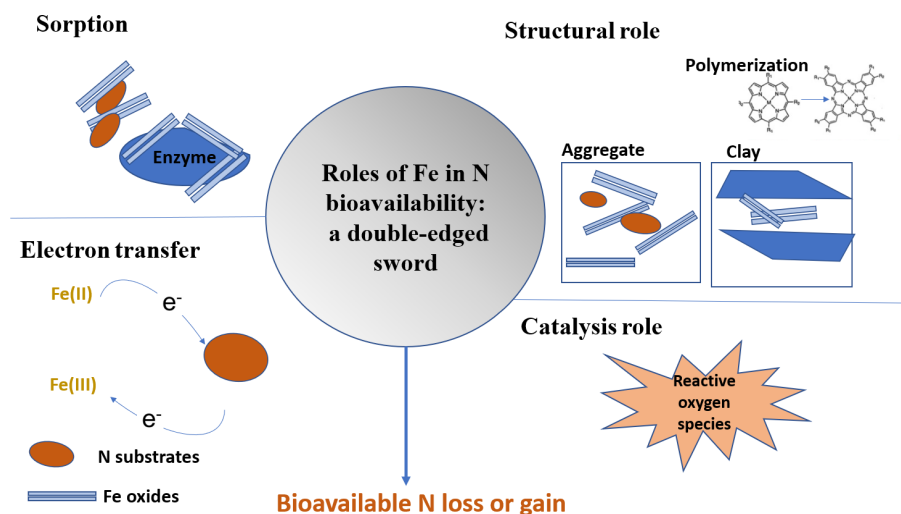 Sorption
Enzyme
Structural role
Polymerization
Aggregate
Clay
Roles of Fe in N
bioavailability:
a double-edged
sword
Electron transfer
Fe(II)
e-
Fe(III)
e-
N substrates
Fe oxides
Catalysis role
Reactive
oxygen
species
Bioavailable N loss or gain